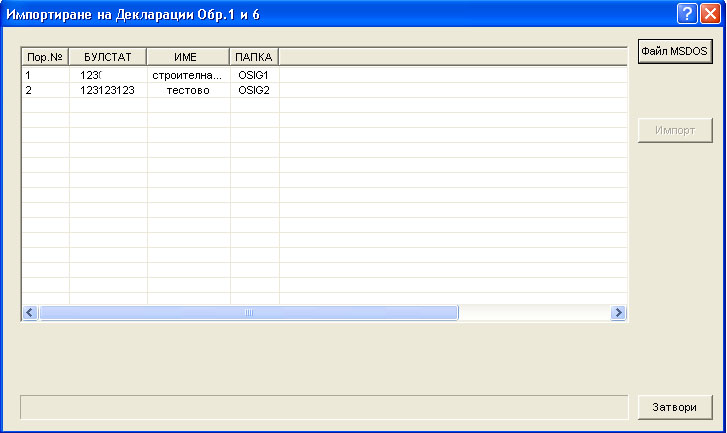 Импортиране на Декларации Обр.1 и 6
Пор.№ БУЛСТАТ ИМЕ ПАПКА
1 123 строителна... OSIG1
2 123123123 тестово OSIG2
Файл MSDOS
Импорт
Затвори